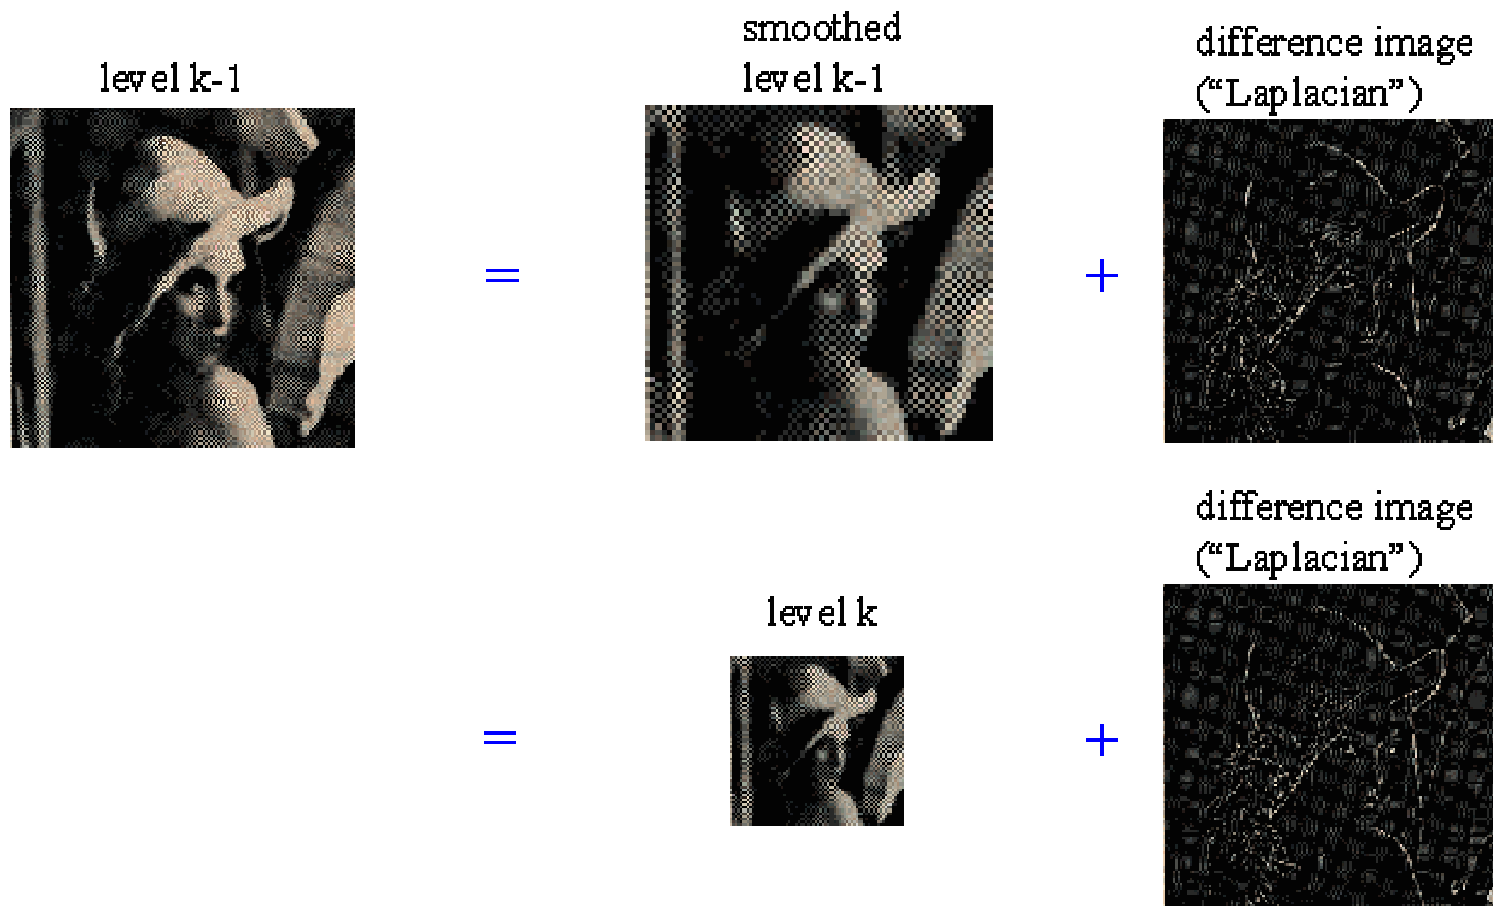 smoothed
level k-1
level k-1
difference image
(“Laplacian”)
=
+
difference image
(“Laplacian”)
level k
=
+